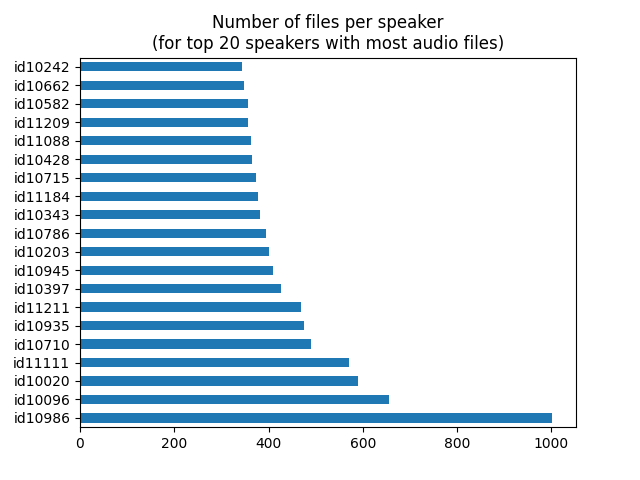 Number of files per speaker
(for top 20 speakers with most audio files)
id10242
id10662
id10582
id11209
id11088
id10428
id10715
id11184
id10343
id10786
id10203
id10945
id10397
id11211
id10935
id10710
id11111
id10020
id10096
id10986
0 200 400 600 800 1000